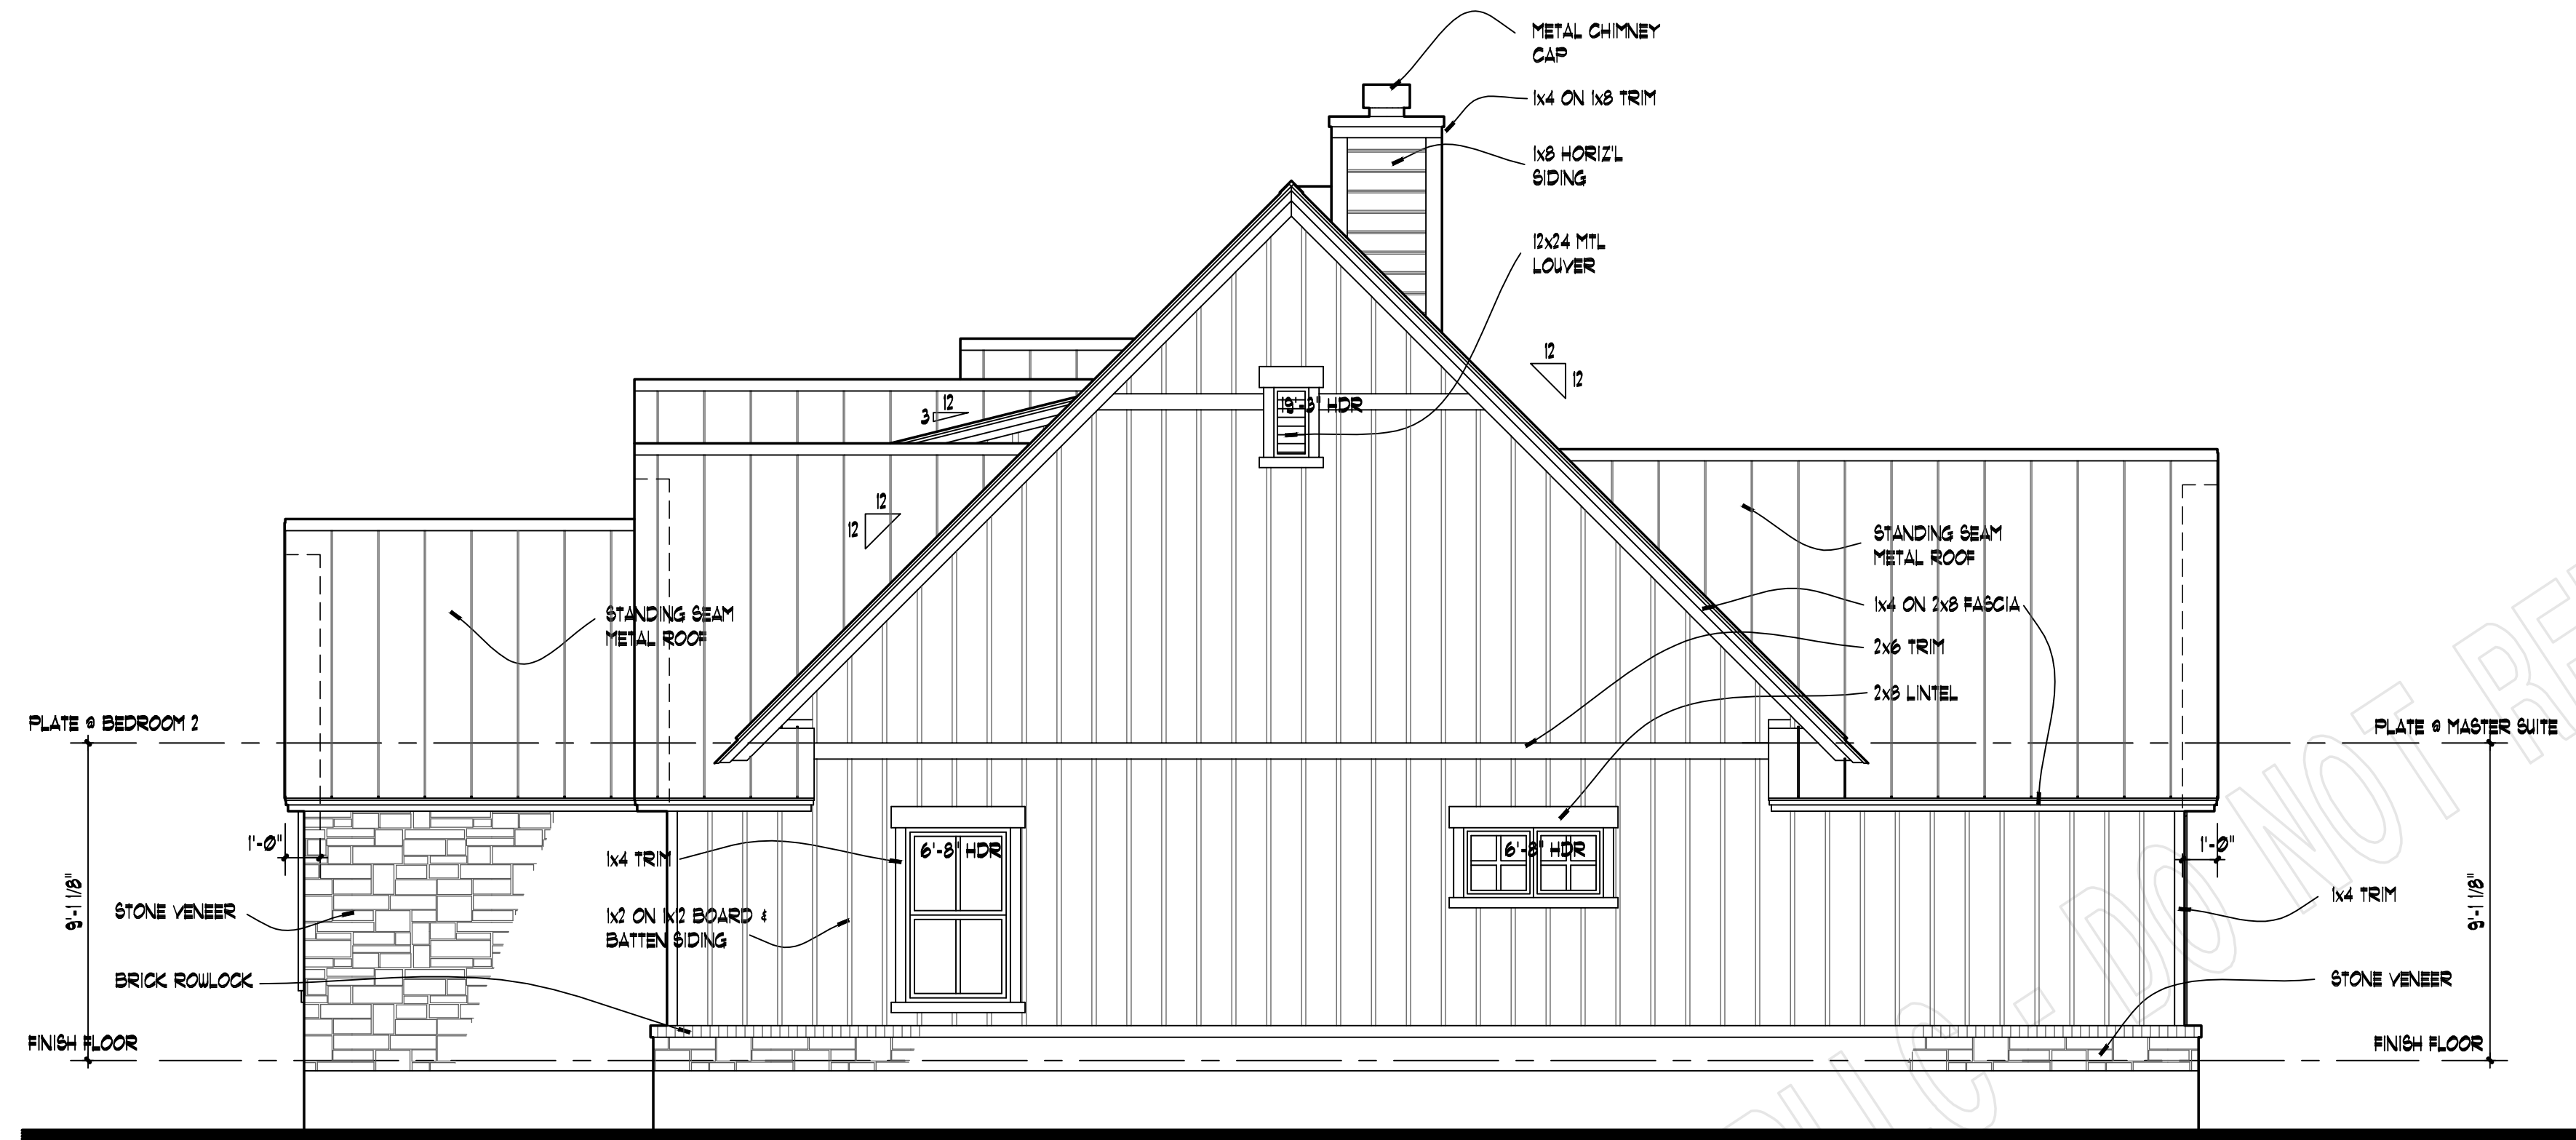 METAL CHIMNEY
CAP
1x4 ON 1x8 TRIM
1x8 HORIZ'L
SIDING
12x24 MTL
LOUVER
12
12
HDR
12
3
12
12
STANDING SEAM
METAL ROOF
STANDING SEAM
METAL ROOF
1x4 ON 2x8 FASCIA
2x6 TRIM
2x8 LINTEL
PLATE @ BEDROOM 2
PLATE @ MASTER SUITE
1'-0"
1x4 TRIM
6'-8" HDR
6'-8" HDR
1'-0"
9'-1 1/8"
STONE VENEER
1x2 ON 1x12 BOARD &
BATTEN SIDING
1x4 TRIM
9'-1 1/8"
BRICK ROWLOCK
STONE VENEER
FINISH FLOOR
FINISH FLOOR
LLC - DO NOT